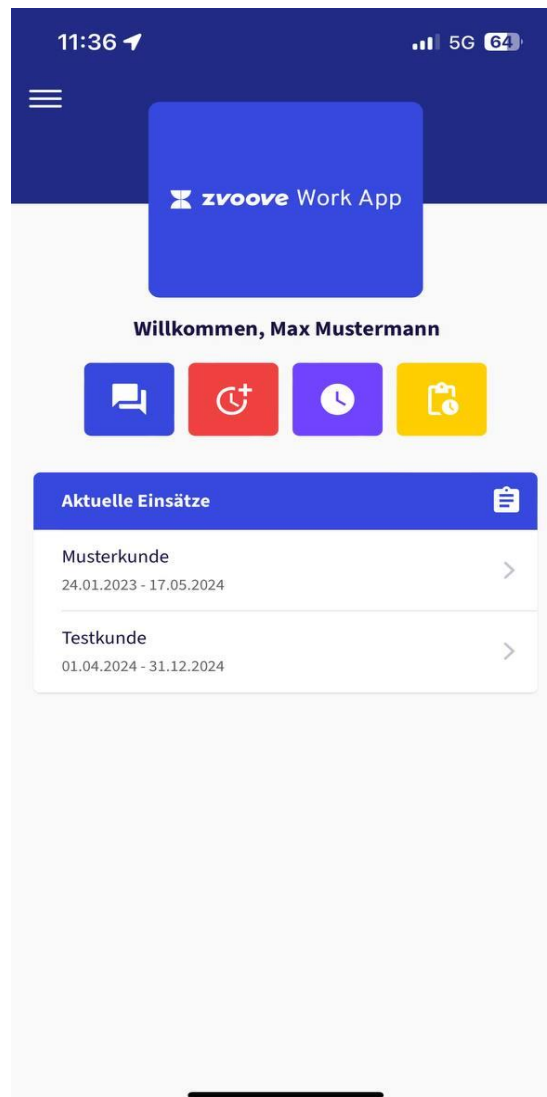 11:36
5G 64
zvoove Work App
Willkommen, Max Mustermann
Aktuelle Einsätze
Musterkunde
24.01.2023 - 17.05.2024
Testkunde
01.04.2024 - 31.12.2024